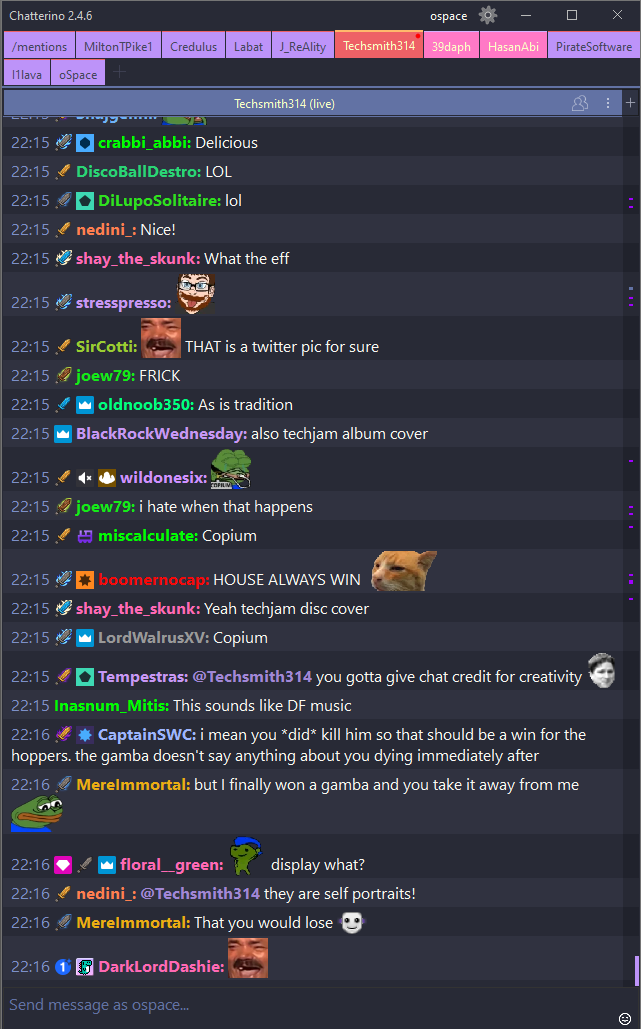 Chatterino 2.4.6 ospace
/mentions MiltonTPike1 Credulus Labat J_ReAlity Techsmith314 39daph HasanAbi PirateSoftware
l1lava oSpace
Techsmith314 (live)
22:15 crabbi_abbi: Delicious
22:15 DiscoBallDestro: LOL
22:15 DiLupoSolitaire: lol
22:15 nedini_: Nice!
22:15 shay_the_skunk: What the eff
22:15 stresspresso:
22:15 SirCotti: THAT is a twitter pic for sure
22:15 joew79: FRICK
22:15 oldnoob350: As is tradition
22:15 BlackRockWednesday: also techjam album cover
22:15 wildonesix: COPIUM
22:15 joew79: i hate when that happens
22:15 miscalculate: Copium
22:15 boomernocap: HOUSE ALWAYS WIN
22:15 shay_the_skunk: Yeah techjam disc cover
22:15 LordWalrusXV: Copium
22:15 Tempestras: @Techsmith314 you gotta give chat credit for creativity
22:15 Inasnum_Mitis: This sounds like DF music
22:16 CaptainSWC: i mean you *did* kill him so that should be a win for the
hoppers. the gamba doesn't say anything about you dying immediately after
22:16 MereImmortal: but I finally won a gamba and you take it away from me
22:16 floral__green: display what?
22:16 nedini_: @Techsmith314 they are self portraits!
22:16 MereImmortal: That you would lose
22:16 1 DarkLordDashie:
Send message as ospace...